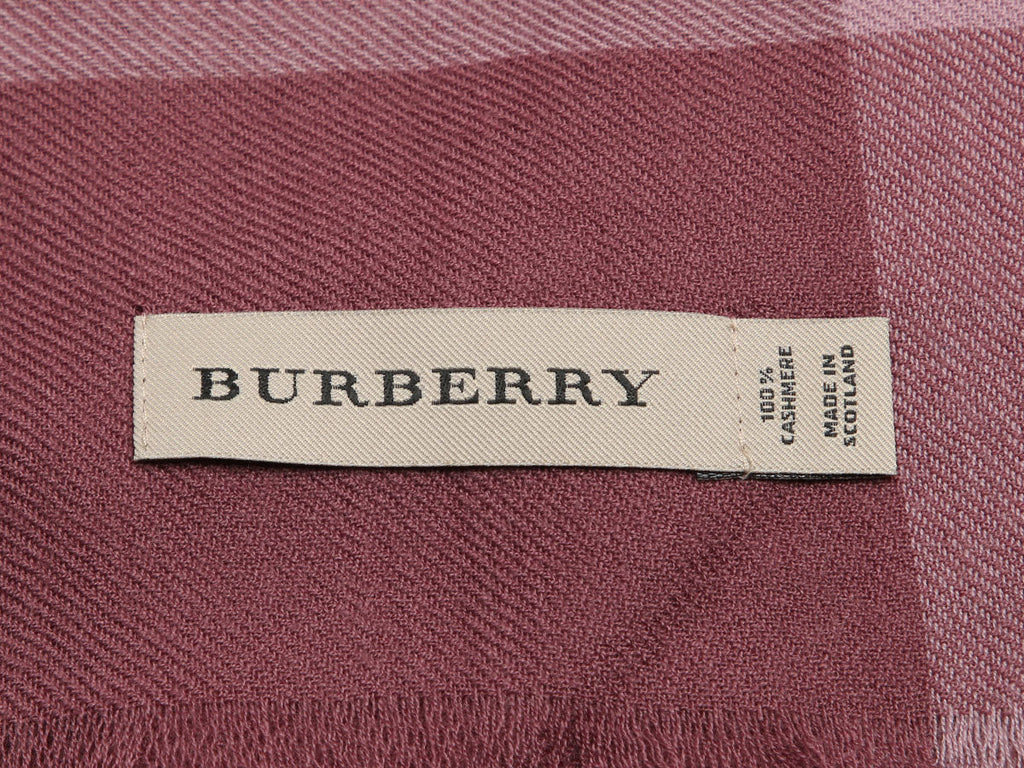 BURBERRY
100%
CASHMERE
MADE IN
SCOTLAND